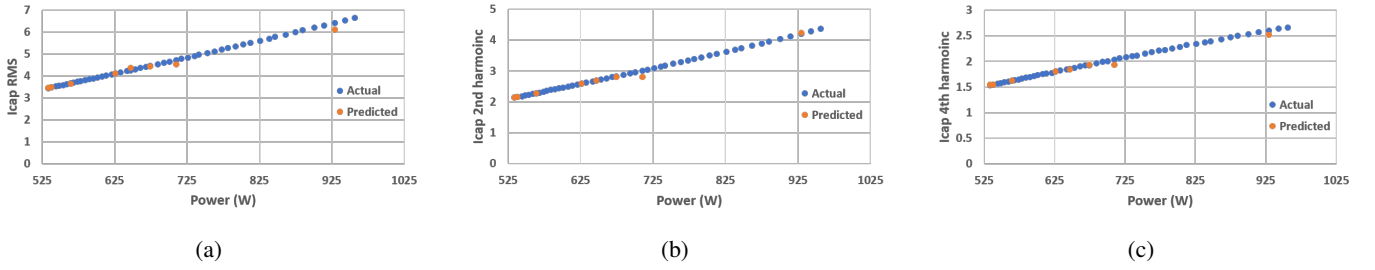 7
6
5
4
3
2
1
0
Icap RMS
Actual
Predicted
525 625 725 825 925 1025
Power (W)
(a)
5
4
3
2
1
0
Icap 2nd harmoinc
Actual
Predicted
525 625 725 825 925 1025
Power (W)
(b)
3
2.5
2
1.5
1
0.5
0
Icap 4th harmoinc
Actual
Predicted
525 625 725 825 925 1025
Power (W)
(c)